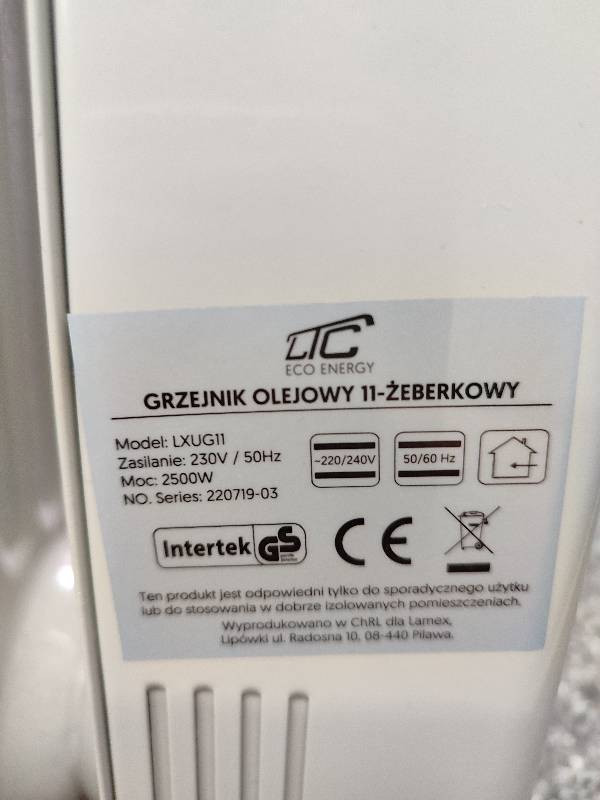 LTC
ECO ENERGY
GRZEJNIK OLEJOWY 11-ŻEBERKOWY
Model: LXUG11
Zasilanie: 230V / 50Hz
Moc: 2500W
NO. Series: 220719-03
~220/240V
50/60 Hz
Intertek GS
CE
Ten produkt jest odpowiedni tylko do sporadycznego użytku
lub do stosowania w dobrze izolowanych pomieszczeniach.
Wyprodukowano w ChRL dla Lamex,
Lipówki ul. Radosna 10, 08-440 Pilawa.